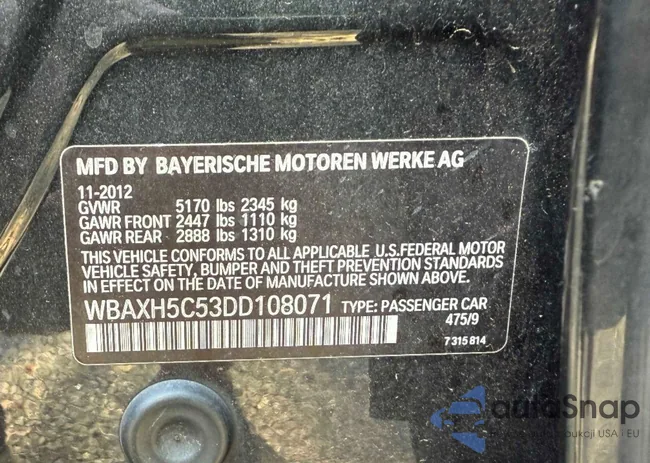 MFD BY BAYERISCHE MOTOREN WERKE AG
11-2012
GVWR 5170 lbs 2345 kg
GAWR FRONT 2447 lbs 1110 kg
GAWR REAR 2888 lbs 1310 kg
THIS VEHICLE CONFORMS TO ALL APPLICABLE U.S.FEDERAL MOTOR
VEHICLE SAFETY, BUMPER AND THEFT PREVENTION STANDARDS
IN EFFECT ON THE DATE OF MANUFACTURE SHOWN ABOVE.
WBAXH5C53DD108071 TYPE: PASSENGER CAR
475/9
7 315 814
autoSnap
aukcji USA i EU